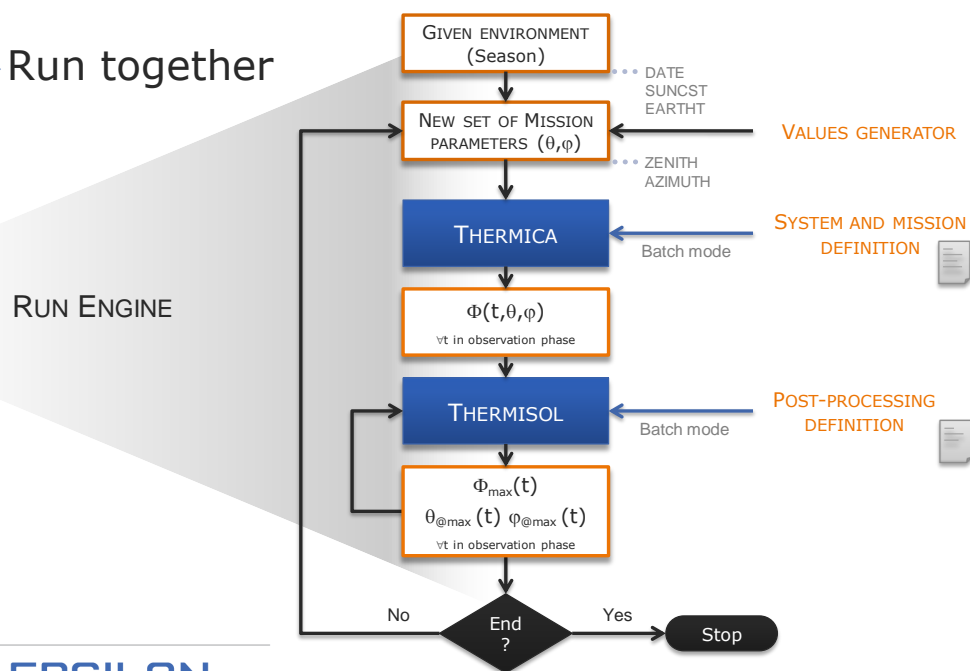 Run together
GIVEN ENVIRONMENT
(Season)
DATE
SUNCST
EARTHT
NEW SET OF MISSION
PARAMETERS (θ,φ)
VALUES GENERATOR
ZENITH
AZIMUTH
THERMICA
Batch mode
SYSTEM AND MISSION
DEFINITION
RUN ENGINE
Φ(t,θ,φ)
∀t in observation phase
THERMISOL
Batch mode
POST-PROCESSING
DEFINITION
Φmax(t)
θ@max (t) φ@max (t)
∀t in observation phase
No
End
?
Yes
Stop
EPSILON